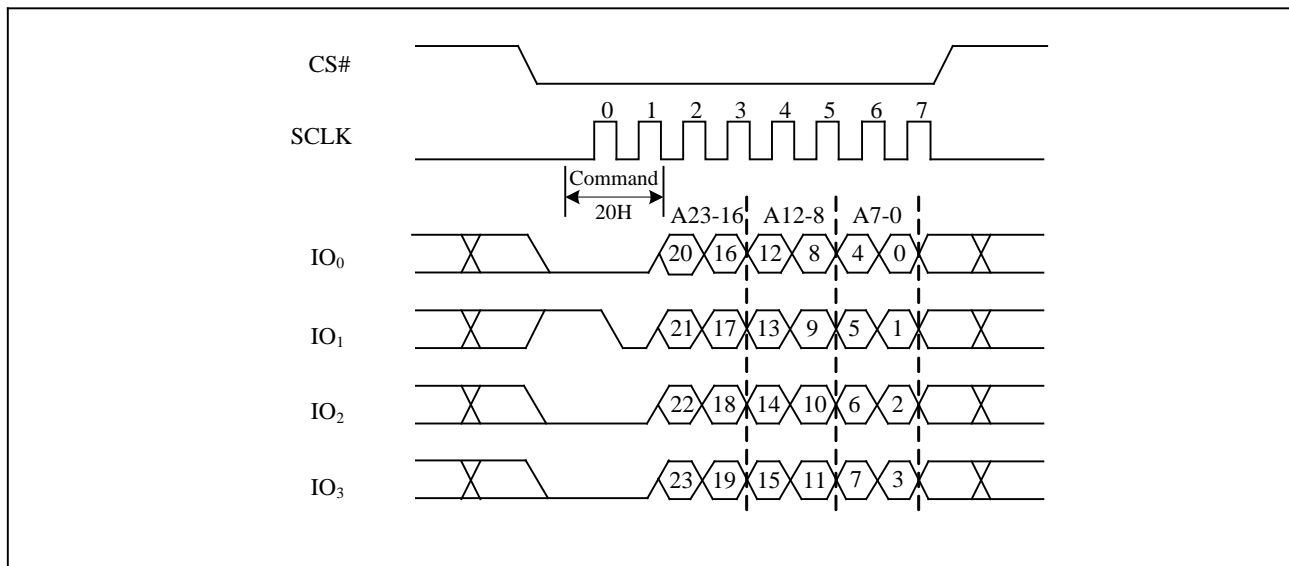 CS#
0 1 2 3 4 5 6 7
SCLK
Command
20H
A23-16 A12-8 A7-0
IO₀ 20 16 12 8 4 0
IO₁ 21 17 13 9 5 1
IO₂ 22 18 14 10 6 2
IO₃ 23 19 15 11 7 3